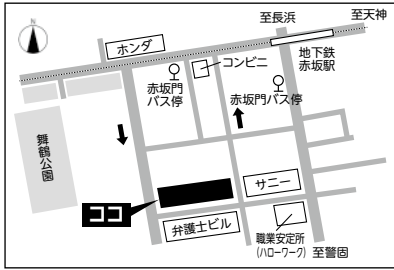 至天神
至長浜
ホンダ
コンビニ
地下鉄
赤坂駅
赤坂門
バス停
赤坂門バス停
舞鶴公園
サニー
ココ
弁護士ビル
職業安定所
(ハローワーク)
至警固